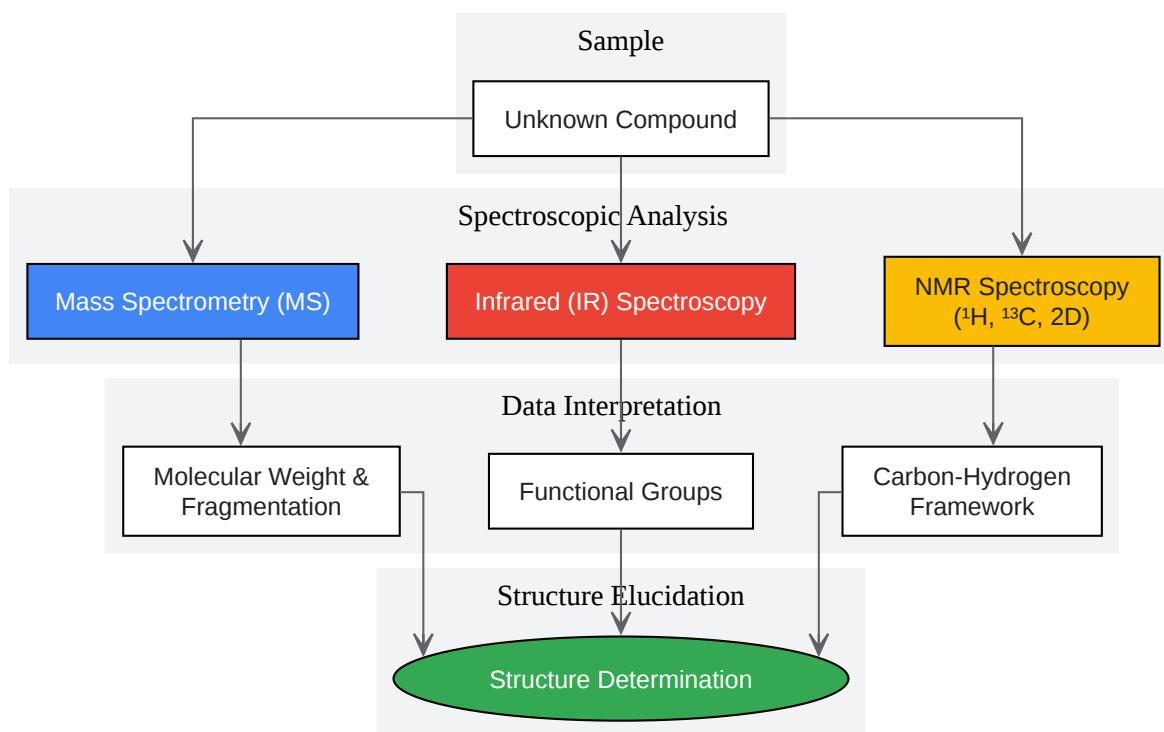 Sample
Unknown Compound
Spectroscopic Analysis
Mass Spectrometry (MS)
Infrared (IR) Spectroscopy
NMR Spectroscopy
(¹H, ¹³C, 2D)
Data Interpretation
Molecular Weight &
Fragmentation
Functional Groups
Carbon-Hydrogen
Framework
Structure Elucidation
Structure Determination